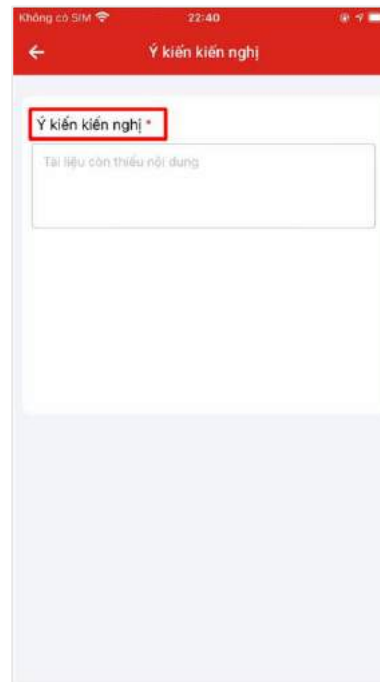 Không có SIM 22:40
Ý kiến kiến nghị
Ý kiến kiến nghị *
Tài liệu còn thiếu nội dung